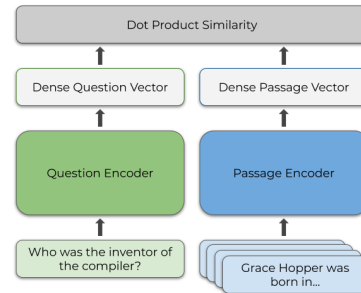 Dot Product Similarity
Dense Question Vector
Dense Passage Vector
Question Encoder
Passage Encoder
Who was the inventor of
the compiler?
Grace Hopper was
born in...